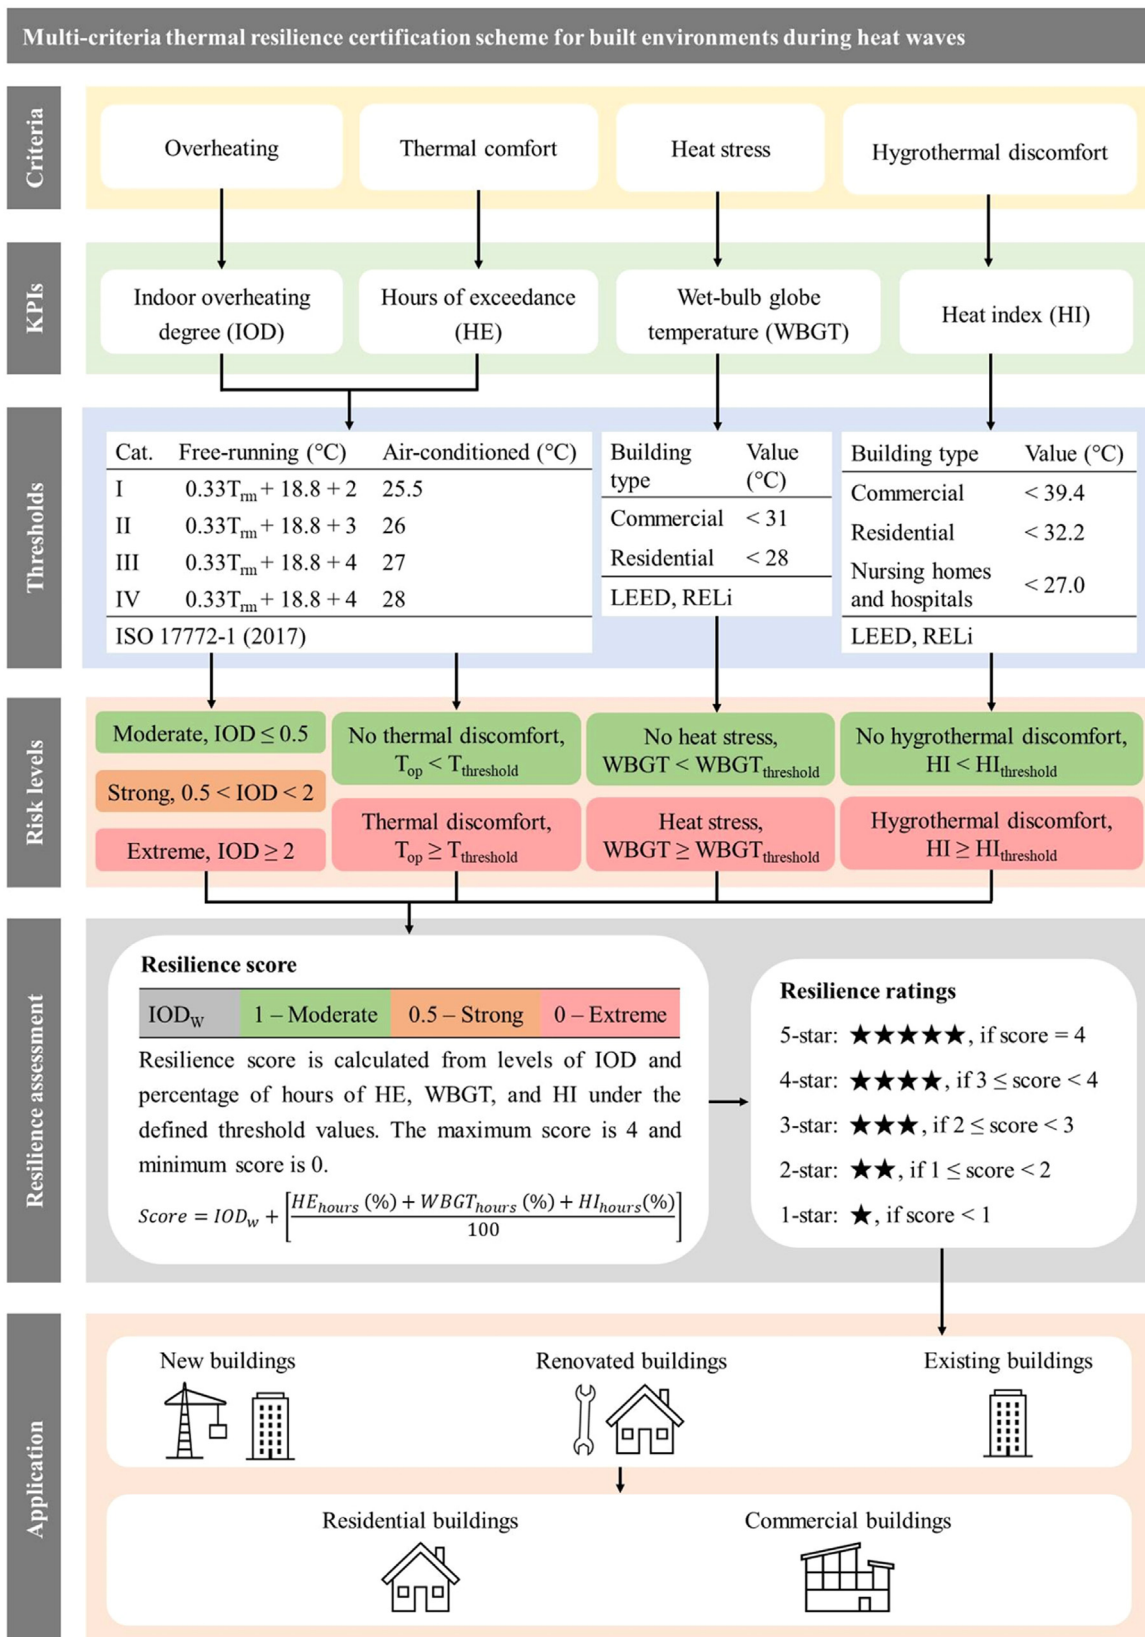 Multi-criteria thermal resilience certification scheme for built environments during heat waves
Criteria
Overheating
Thermal comfort
Heat stress
Hygrothermal discomfort
KPIs
Indoor overheating
degree (IOD)
Hours of exceedance
(HE)
Wet-bulb globe
temperature (WBGT)
Heat index (HI)
Thresholds
Cat. Free-running (°C) Air-conditioned (°C)
I 0.33Trm + 18.8 + 2 25.5
II 0.33Trm + 18.8 + 3 26
III 0.33Trm + 18.8 + 4 27
IV 0.33Trm + 18.8 + 4 28
ISO 17772-1 (2017)
Building Value
type (°C)
Commercial < 31
Residential < 28
LEED, RELi
Building type Value (°C)
Commercial < 39.4
Residential < 32.2
Nursing homes
and hospitals < 27.0
LEED, RELi
Risk levels
Moderate, IOD ≤ 0.5
Strong, 0.5 < IOD < 2
Extreme, IOD ≥ 2
No thermal discomfort,
Top < Tthreshold
Thermal discomfort,
Top ≥ Tthreshold
No heat stress,
WBGT < WBGTthreshold
Heat stress,
WBGT ≥ WBGTthreshold
No hygrothermal discomfort,
HI < HIthreshold
Hygrothermal discomfort,
HI ≥ HIthreshold
Resilience assessment
Resilience score
IODW 1 – Moderate 0.5 – Strong 0 – Extreme
Resilience score is calculated from levels of IOD and
percentage of hours of HE, WBGT, and HI under the
defined threshold values. The maximum score is 4 and
minimum score is 0.
Score = IODw + [HEhours (%) + WBGThours (%) + HIhours(%) / 100]
Resilience ratings
5-star: ★★★★★, if score = 4
4-star: ★★★★, if 3 ≤ score < 4
3-star: ★★★, if 2 ≤ score < 3
2-star: ★★, if 1 ≤ score < 2
1-star: ★, if score < 1
Application
New buildings
Renovated buildings
Existing buildings
Residential buildings
Commercial buildings